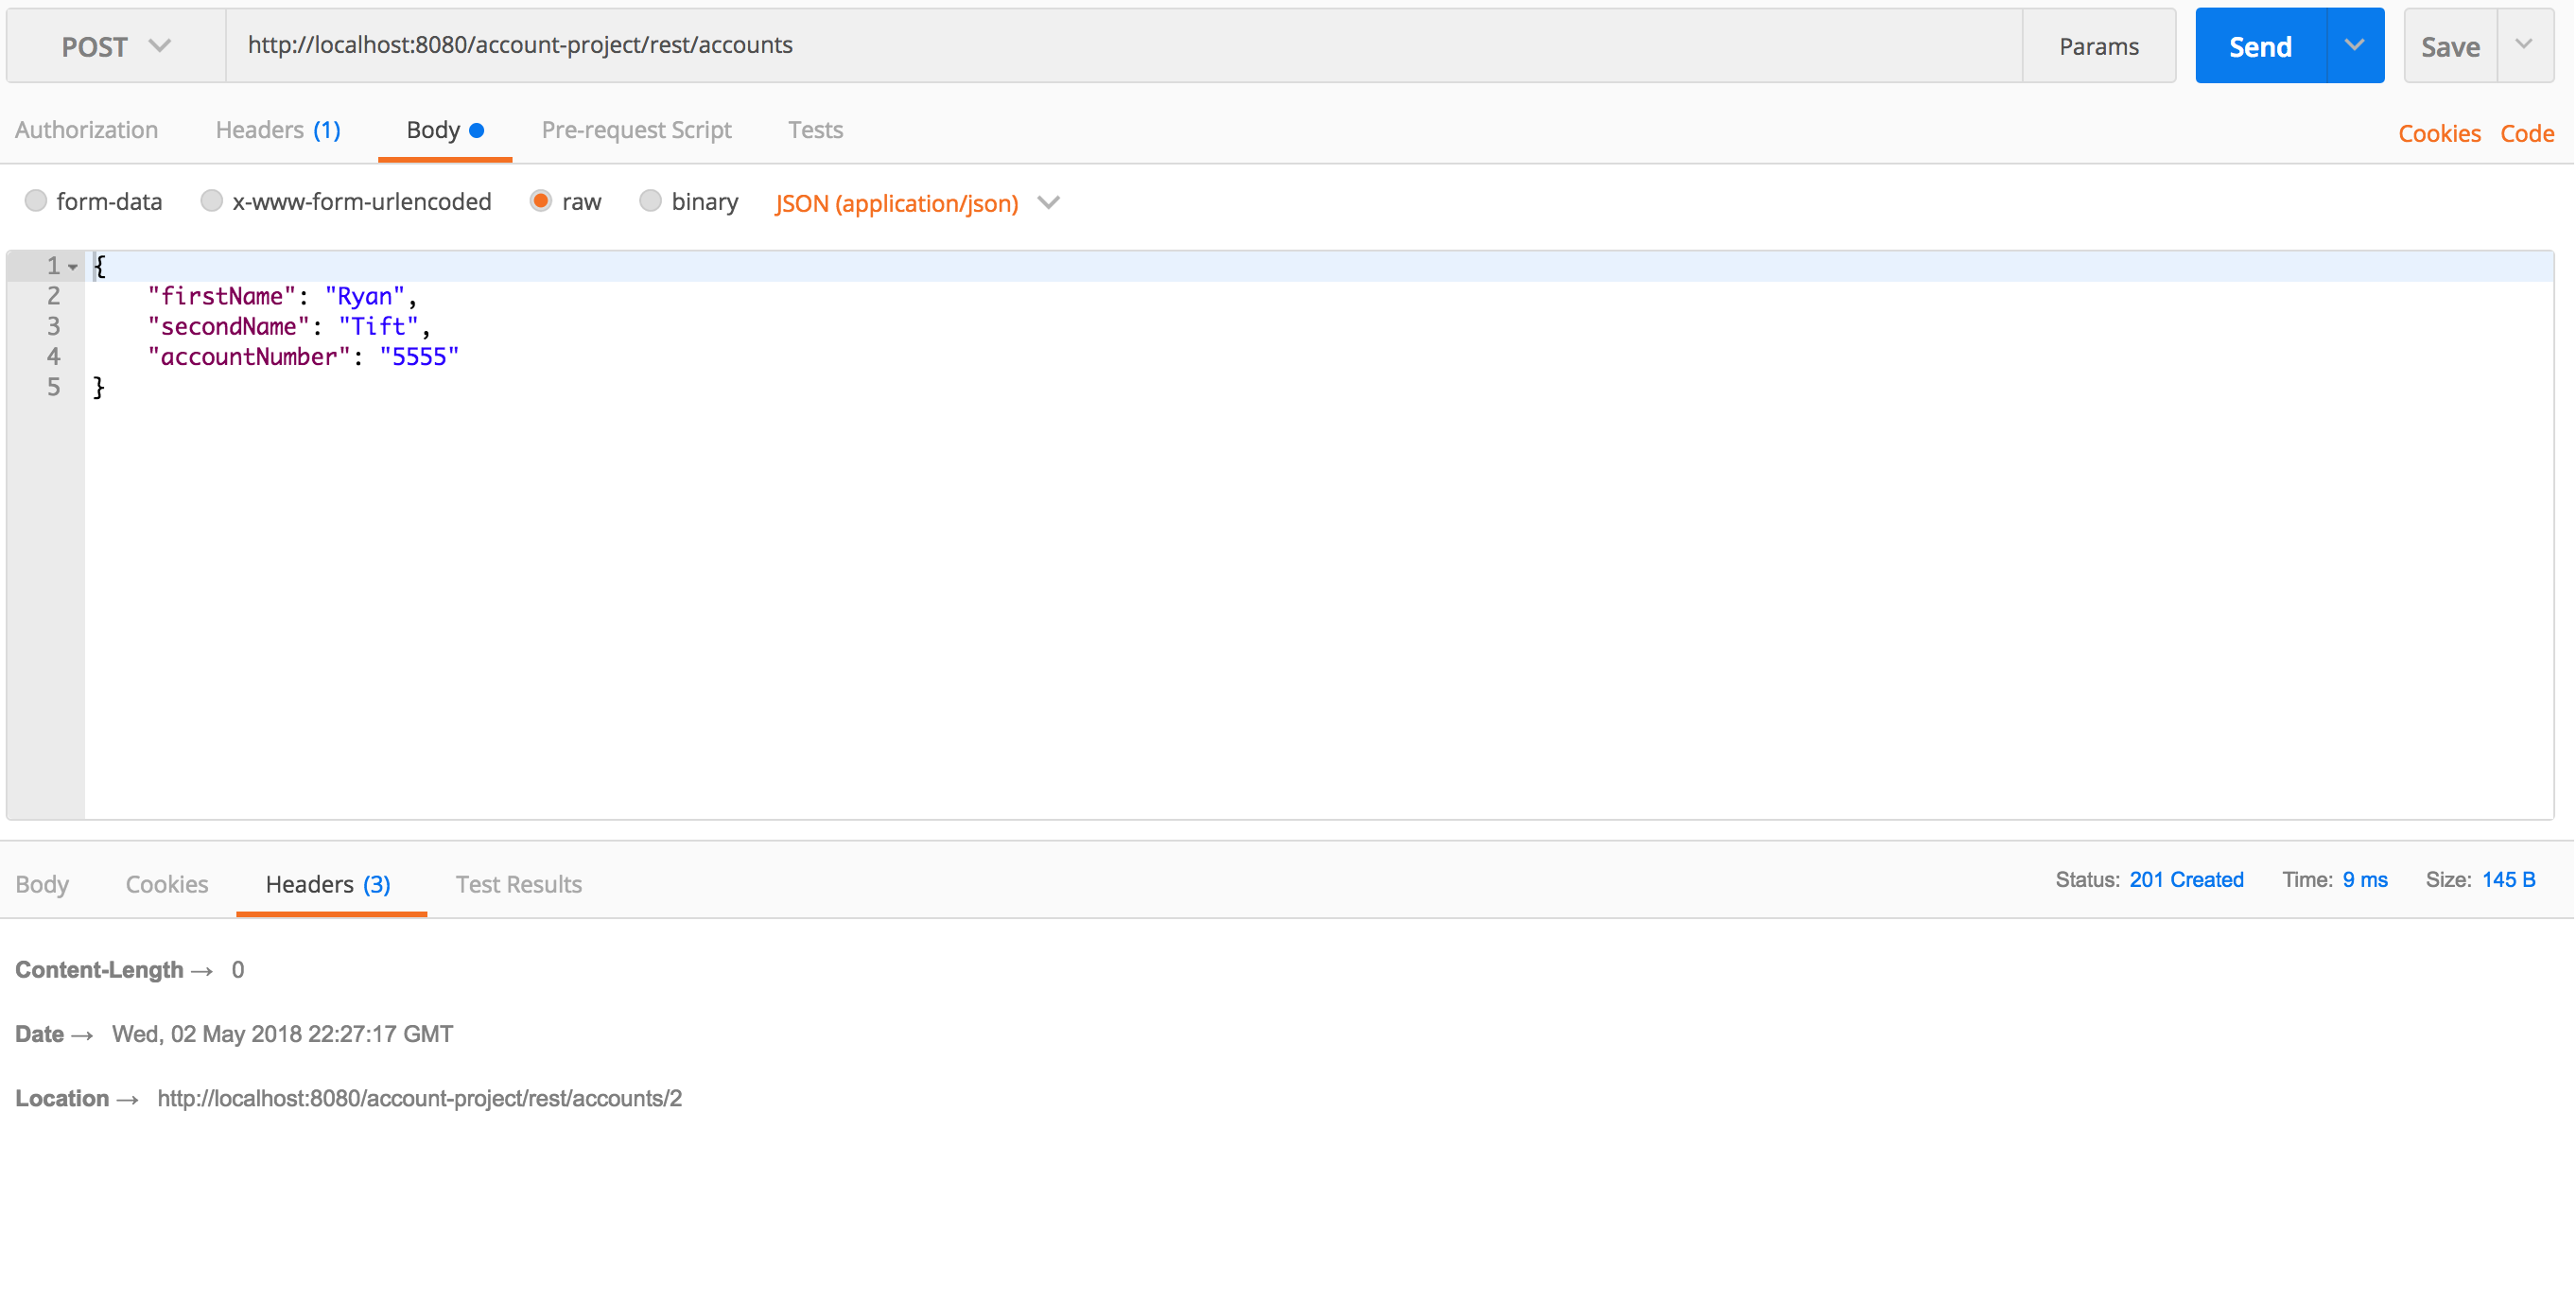 POST http://localhost:8080/account-project/rest/accounts Params Send Save
Authorization Headers (1) Body Pre-request Script Tests Cookies Code
form-data x-www-form-urlencoded raw binary JSON (application/json)
1 {
2 "firstName": "Ryan",
3 "secondName": "Tift",
4 "accountNumber": "5555"
5 }
Body Cookies Headers (3) Test Results Status: 201 Created Time: 9 ms Size: 145 B
Content-Length → 0
Date → Wed, 02 May 2018 22:27:17 GMT
Location → http://localhost:8080/account-project/rest/accounts/2